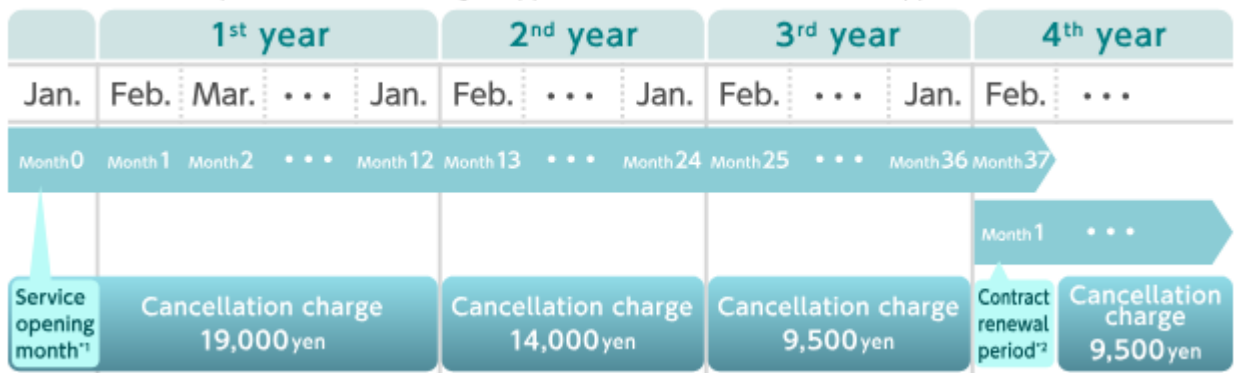 1st year 2nd year 3rd year 4th year
Jan. Feb. Mar. ••• Jan. Feb. ••• Jan. Feb. ••• Jan. Feb. •••
Month0 Month1 Month2 ••• Month12 Month13 ••• Month24 Month25 ••• Month36 Month37
Month1 •••
Service
opening
month*1
Cancellation charge
19,000yen
Cancellation charge
14,000yen
Cancellation charge
9,500yen
Contract
renewal
period*2
Cancellation
charge
9,500yen